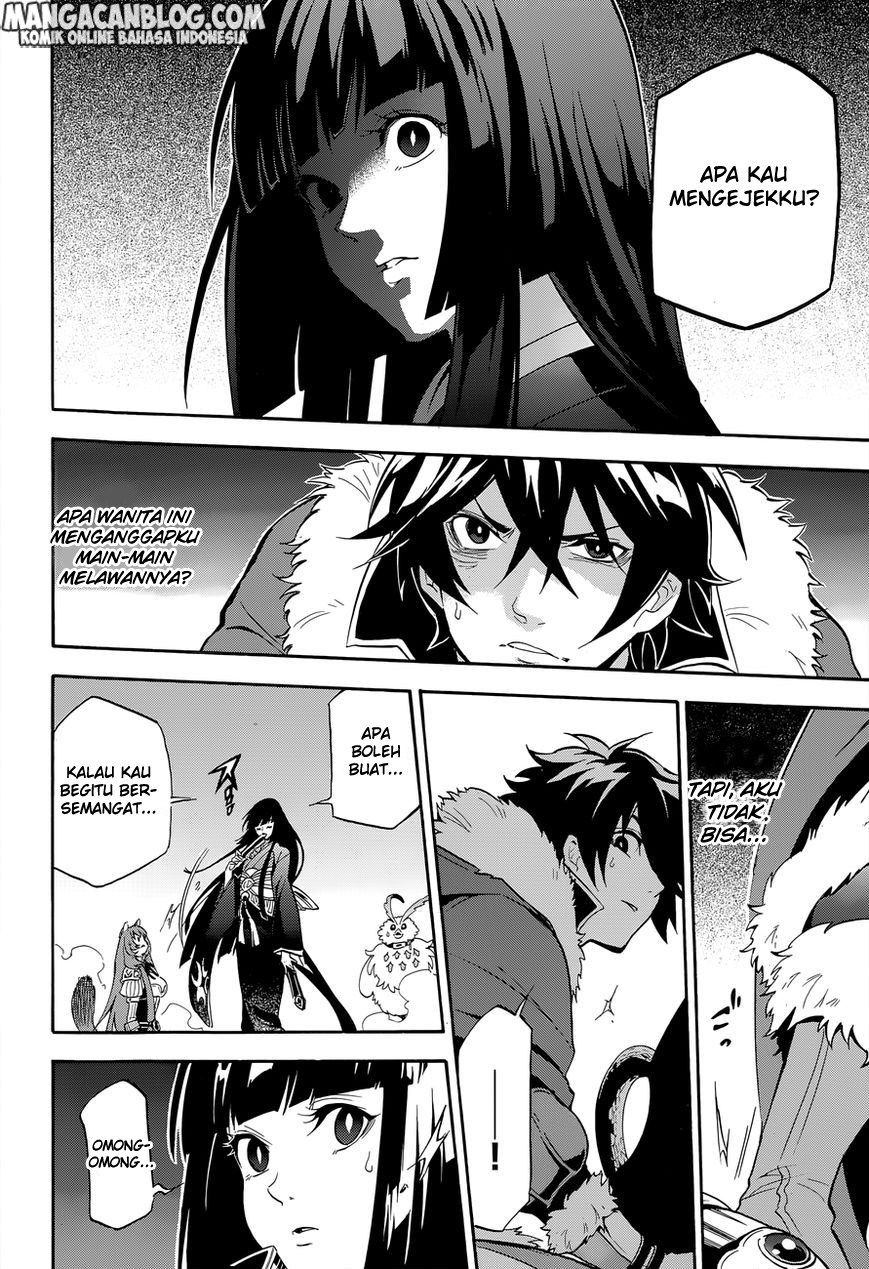 MANGACANBLOG.COM
KOMIK ONLINE BAHASA INDONESIA
APA KAU
MENGEJEKKU?
APA WANITA INI
MENGANGGAPKU
MAIN-MAIN
MELAWANNYA?
TAPI, AKU
TIDAK
BISA...
!
APA
BOLEH
BUAT...
KALAU KAU
BEGITU BER-
SEMANGAT...
OMONG-
OMONG...